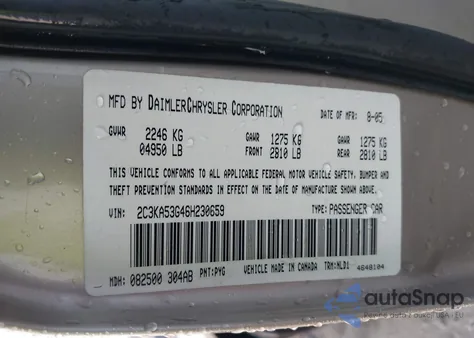 MFD BY DAIMLERCHRYSLER CORPORATION
DATE OF MFR: 8-05
GVWR 2246 KG GAWR 1275 KG GAWR 1275 KG
04950 LB FRONT 2810 LB REAR 2810 LB
THIS VEHICLE CONFORMS TO ALL APPLICABLE FEDERAL MOTOR VEHICLE SAFETY, BUMPER AND
THEFT PREVENTION STANDARDS IN EFFECT ON THE DATE OF MANUFACTURE SHOWN ABOVE.
VIN: 2C3KA53G46H230659 TYPE: PASSENGER CAR
MDH: 082500 304AB PNT: PYG VEHICLE MADE IN CANADA TRM: NLD1 4648104
autoSnap